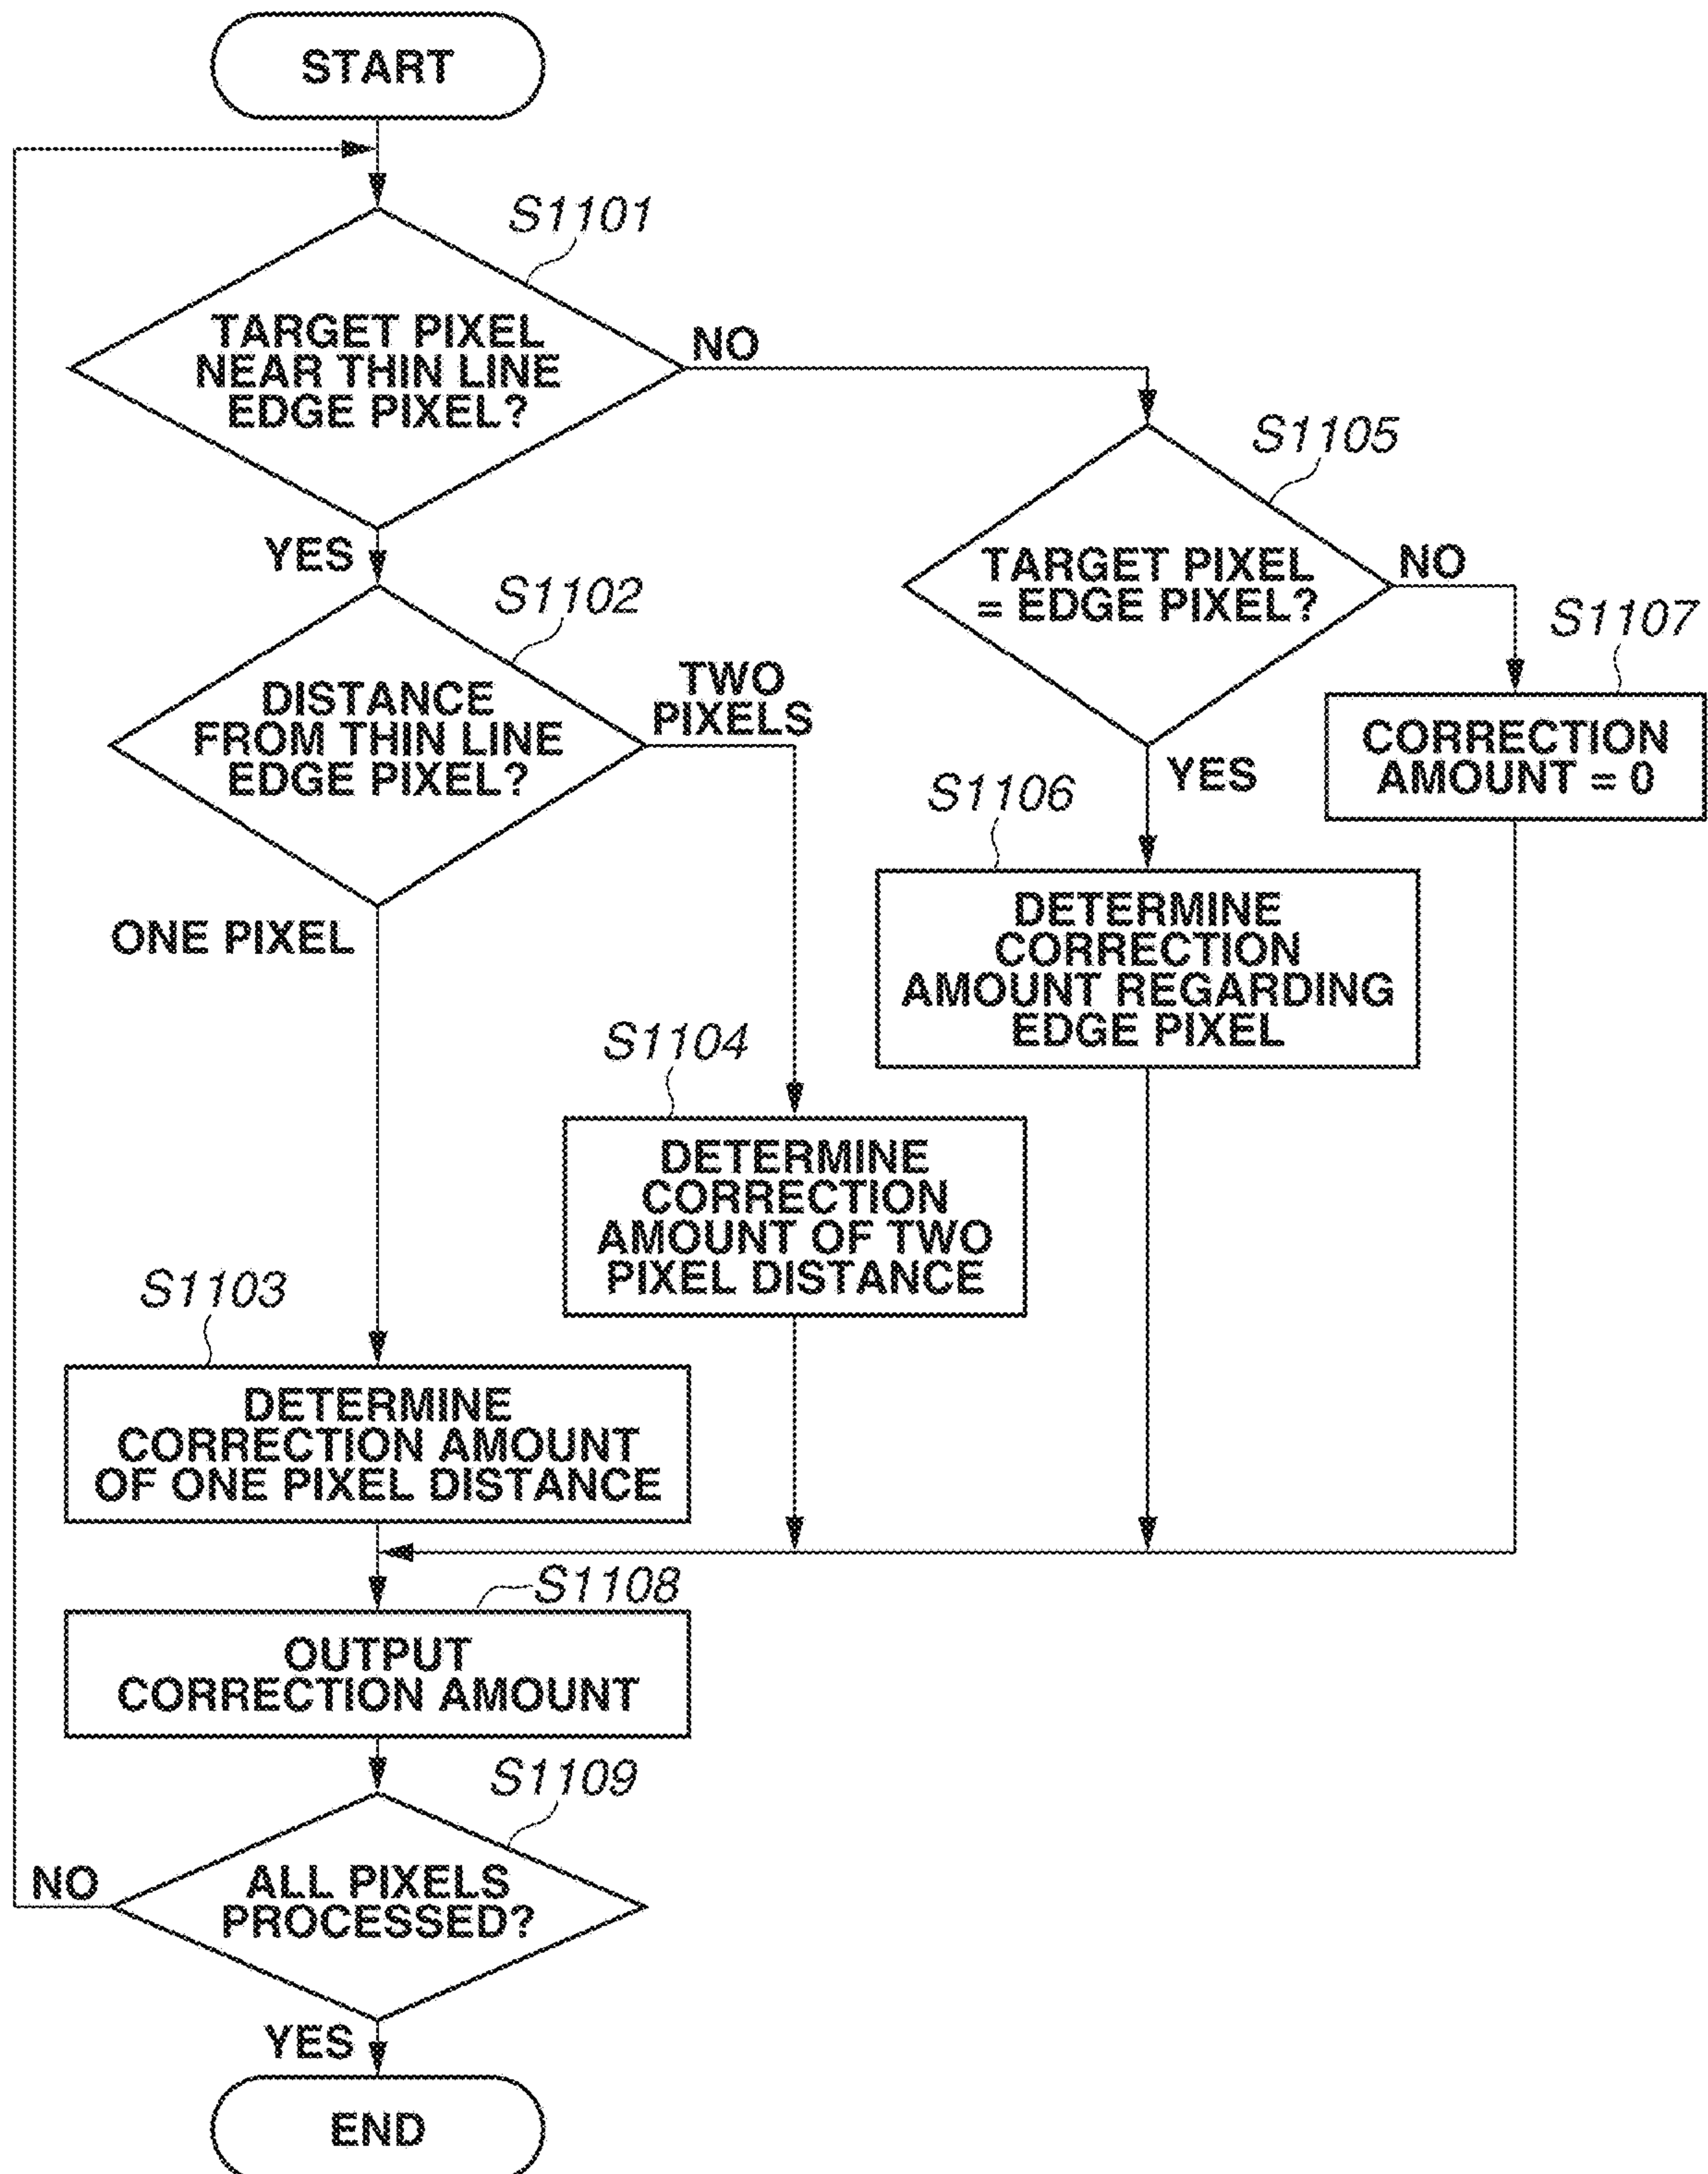 START
S1101
TARGET PIXEL
NEAR THIN LINE
EDGE PIXEL?
NO
YES
S1105
TARGET PIXEL
= EDGE PIXEL?
NO
YES
S1107
CORRECTION
AMOUNT = 0
S1102
DISTANCE
FROM THIN LINE
EDGE PIXEL?
TWO
PIXELS
ONE PIXEL
S1106
DETERMINE
CORRECTION
AMOUNT REGARDING
EDGE PIXEL
S1104
DETERMINE
CORRECTION
AMOUNT OF TWO
PIXEL DISTANCE
S1103
DETERMINE
CORRECTION AMOUNT
OF ONE PIXEL DISTANCE
S1108
OUTPUT
CORRECTION AMOUNT
S1109
ALL PIXELS
PROCESSED?
NO
YES
END